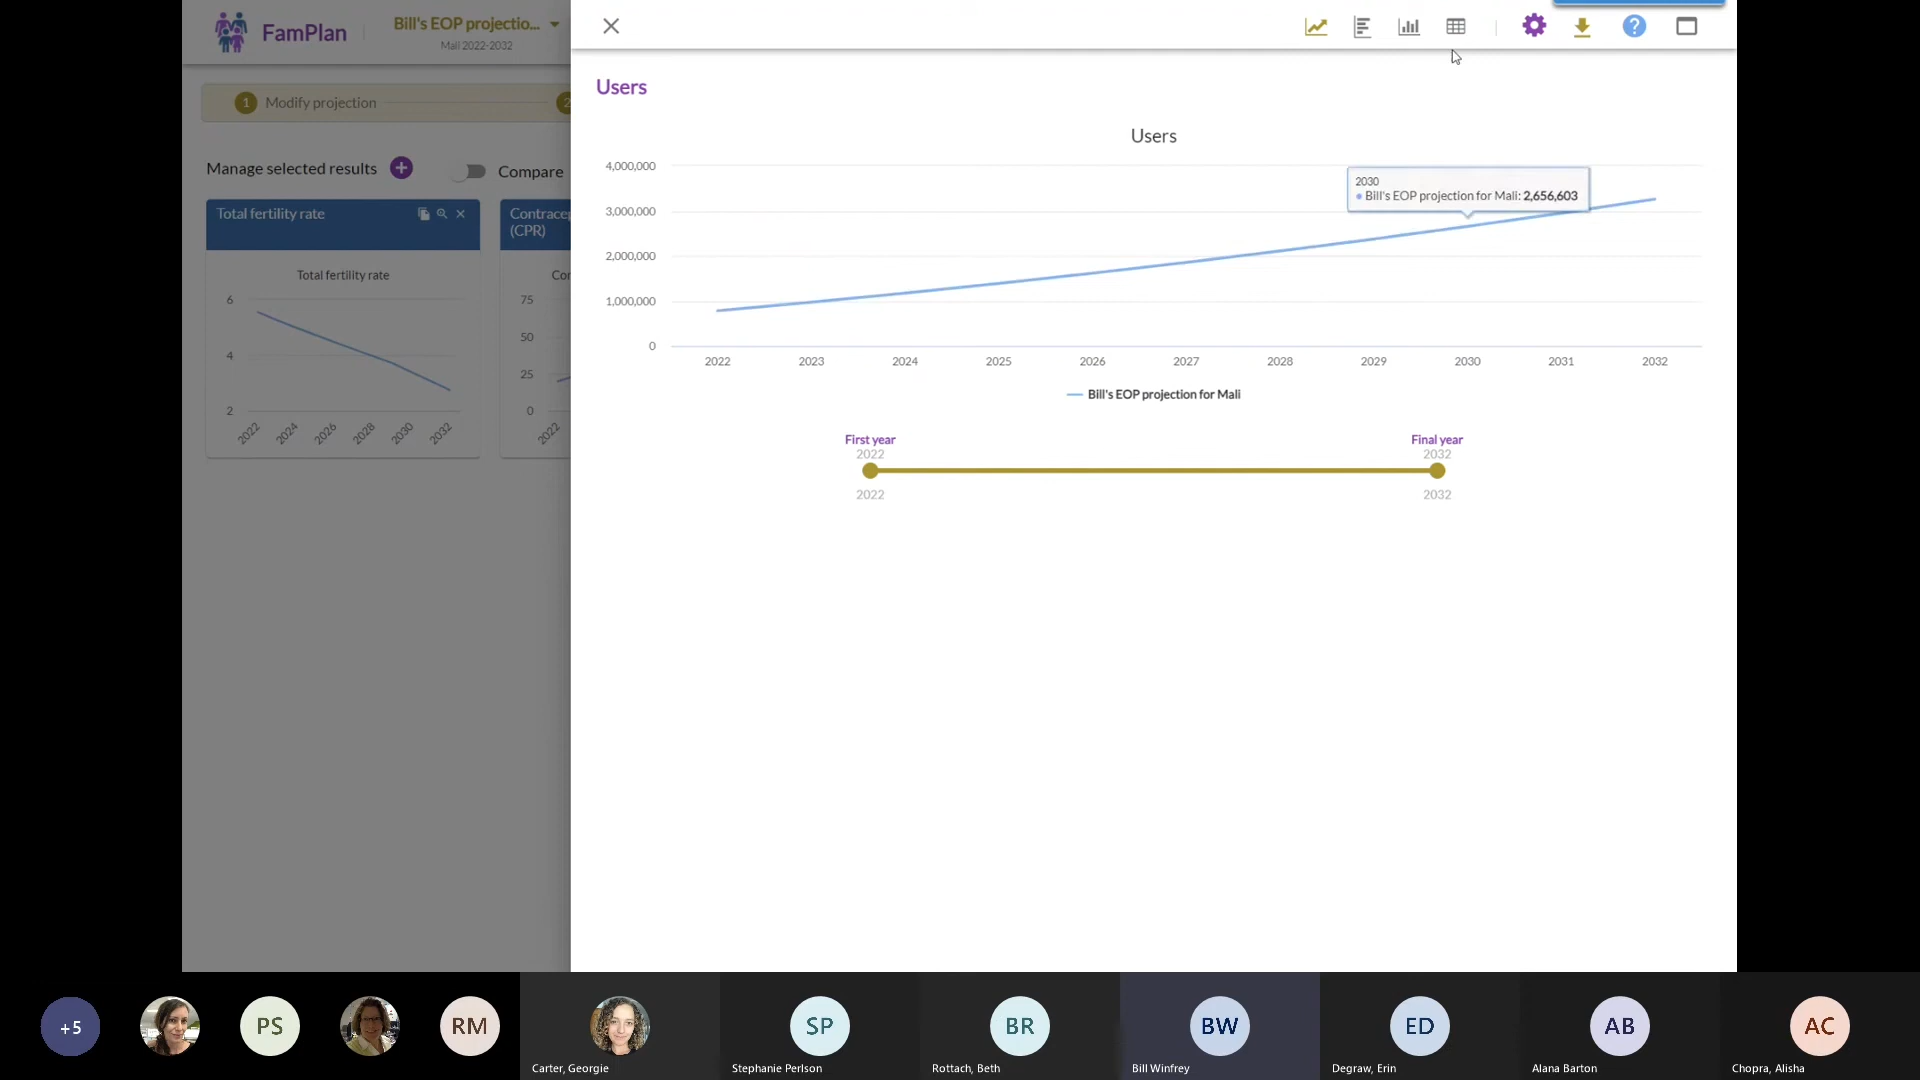 FamPlan
Bill's EOP projectio...
Mali 2022-2032
1
Modify projection
2
Manage selected results
Compare
Total fertility rate
Total fertility rate
6
4
2
2022
2024
2026
2028
2030
2032
(CPR)
75
50
25
0
2022
Users
Users
4,000,000
3,000,000
2,000,000
1,000,000
0
2030
Bill's EOP projection for Mali: 2,656,603
2022 2023 2024 2025 2026 2027 2028 2029 2030 2031 2032
Bill's EOP projection for Mali
First year
2022
2022
Final year
2032
2032
+5
PS
RM
Carter, Georgie
SP
Stephanie Perlson
BR
Rottach, Beth
BW
Bill Winfrey
ED
Degraw, Erin
AB
Alana Barton
AC
Chopra, Alisha